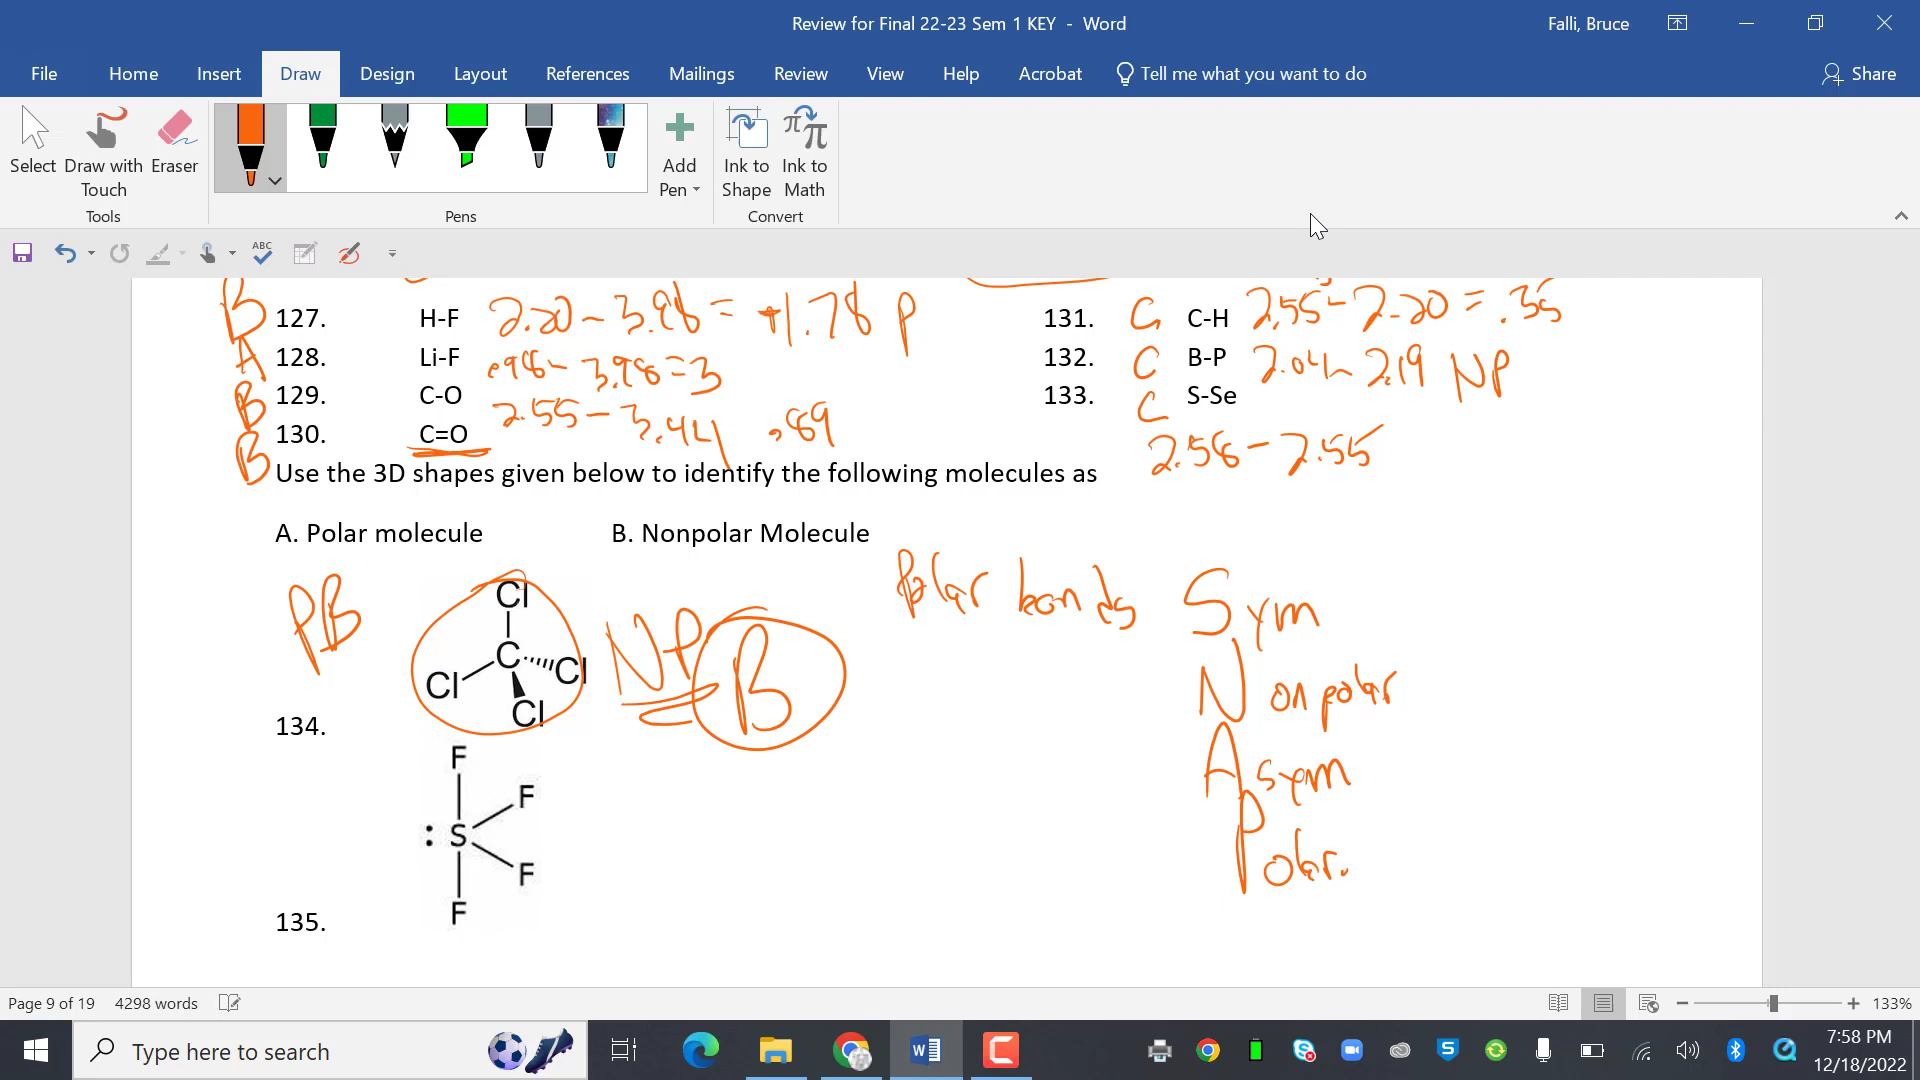 Review for Final 22-23 Sem 1 KEY - Word
Falli, Bruce
File Home Insert Draw Design Layout References Mailings Review View Help Acrobat Tell me what you want to do Share
Select Draw with Touch Eraser
Add Pen
Ink to Shape
Ink to Math
Tools Pens Convert
ABC
B 127. H-F 2.20 - 3.98 = +1.78 P
A 128. Li-F .98 - 3.98 = 3
B 129. C-O 2.55 - 3.44 .89
B 130. C=O
131. C C-H 2.55 - 2.20 = .35
132. C B-P 2.04 - 2.19 NP
133. C S-Se
2.58 - 2.55
Use the 3D shapes given below to identify the following molecules as
A. Polar molecule B. Nonpolar Molecule
Polar bonds Sym
Nonpolar
Asym
Polar.
PB
Cl
C
Cl Cl
Cl
NP B
134.
F
F
:S
F
F
135.
Page 9 of 19 4298 words 133%
Type here to search
7:58 PM
12/18/2022